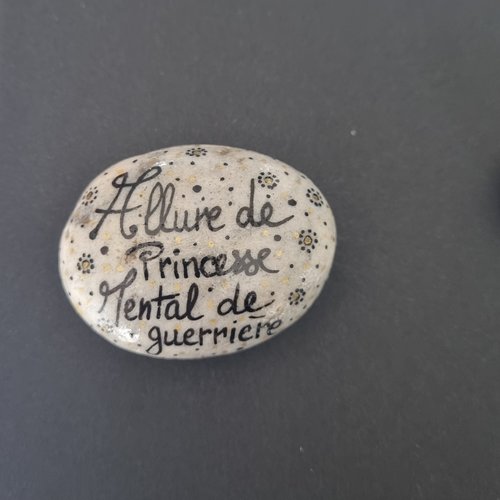 Allure de
Princesse
Mental de
guerrière